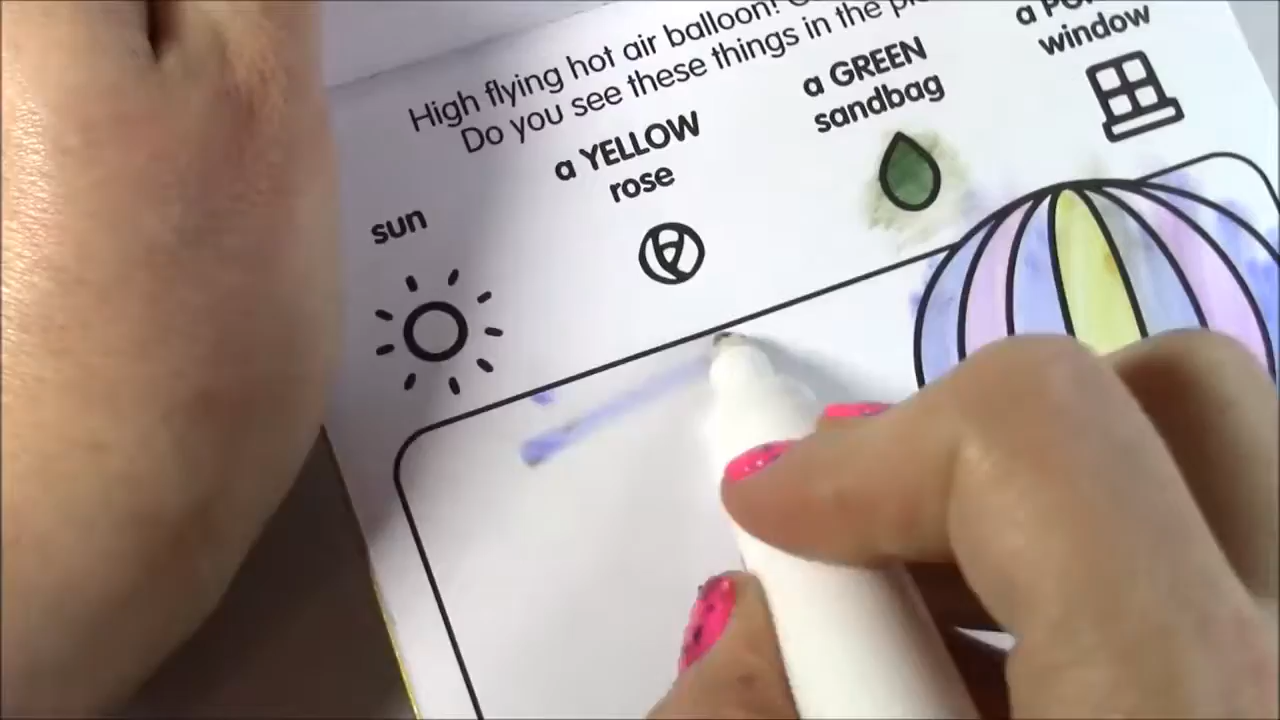 High flying hot air balloon!
Do you see these things in the
sun
a YELLOW
rose
a GREEN
sandbag
a
window